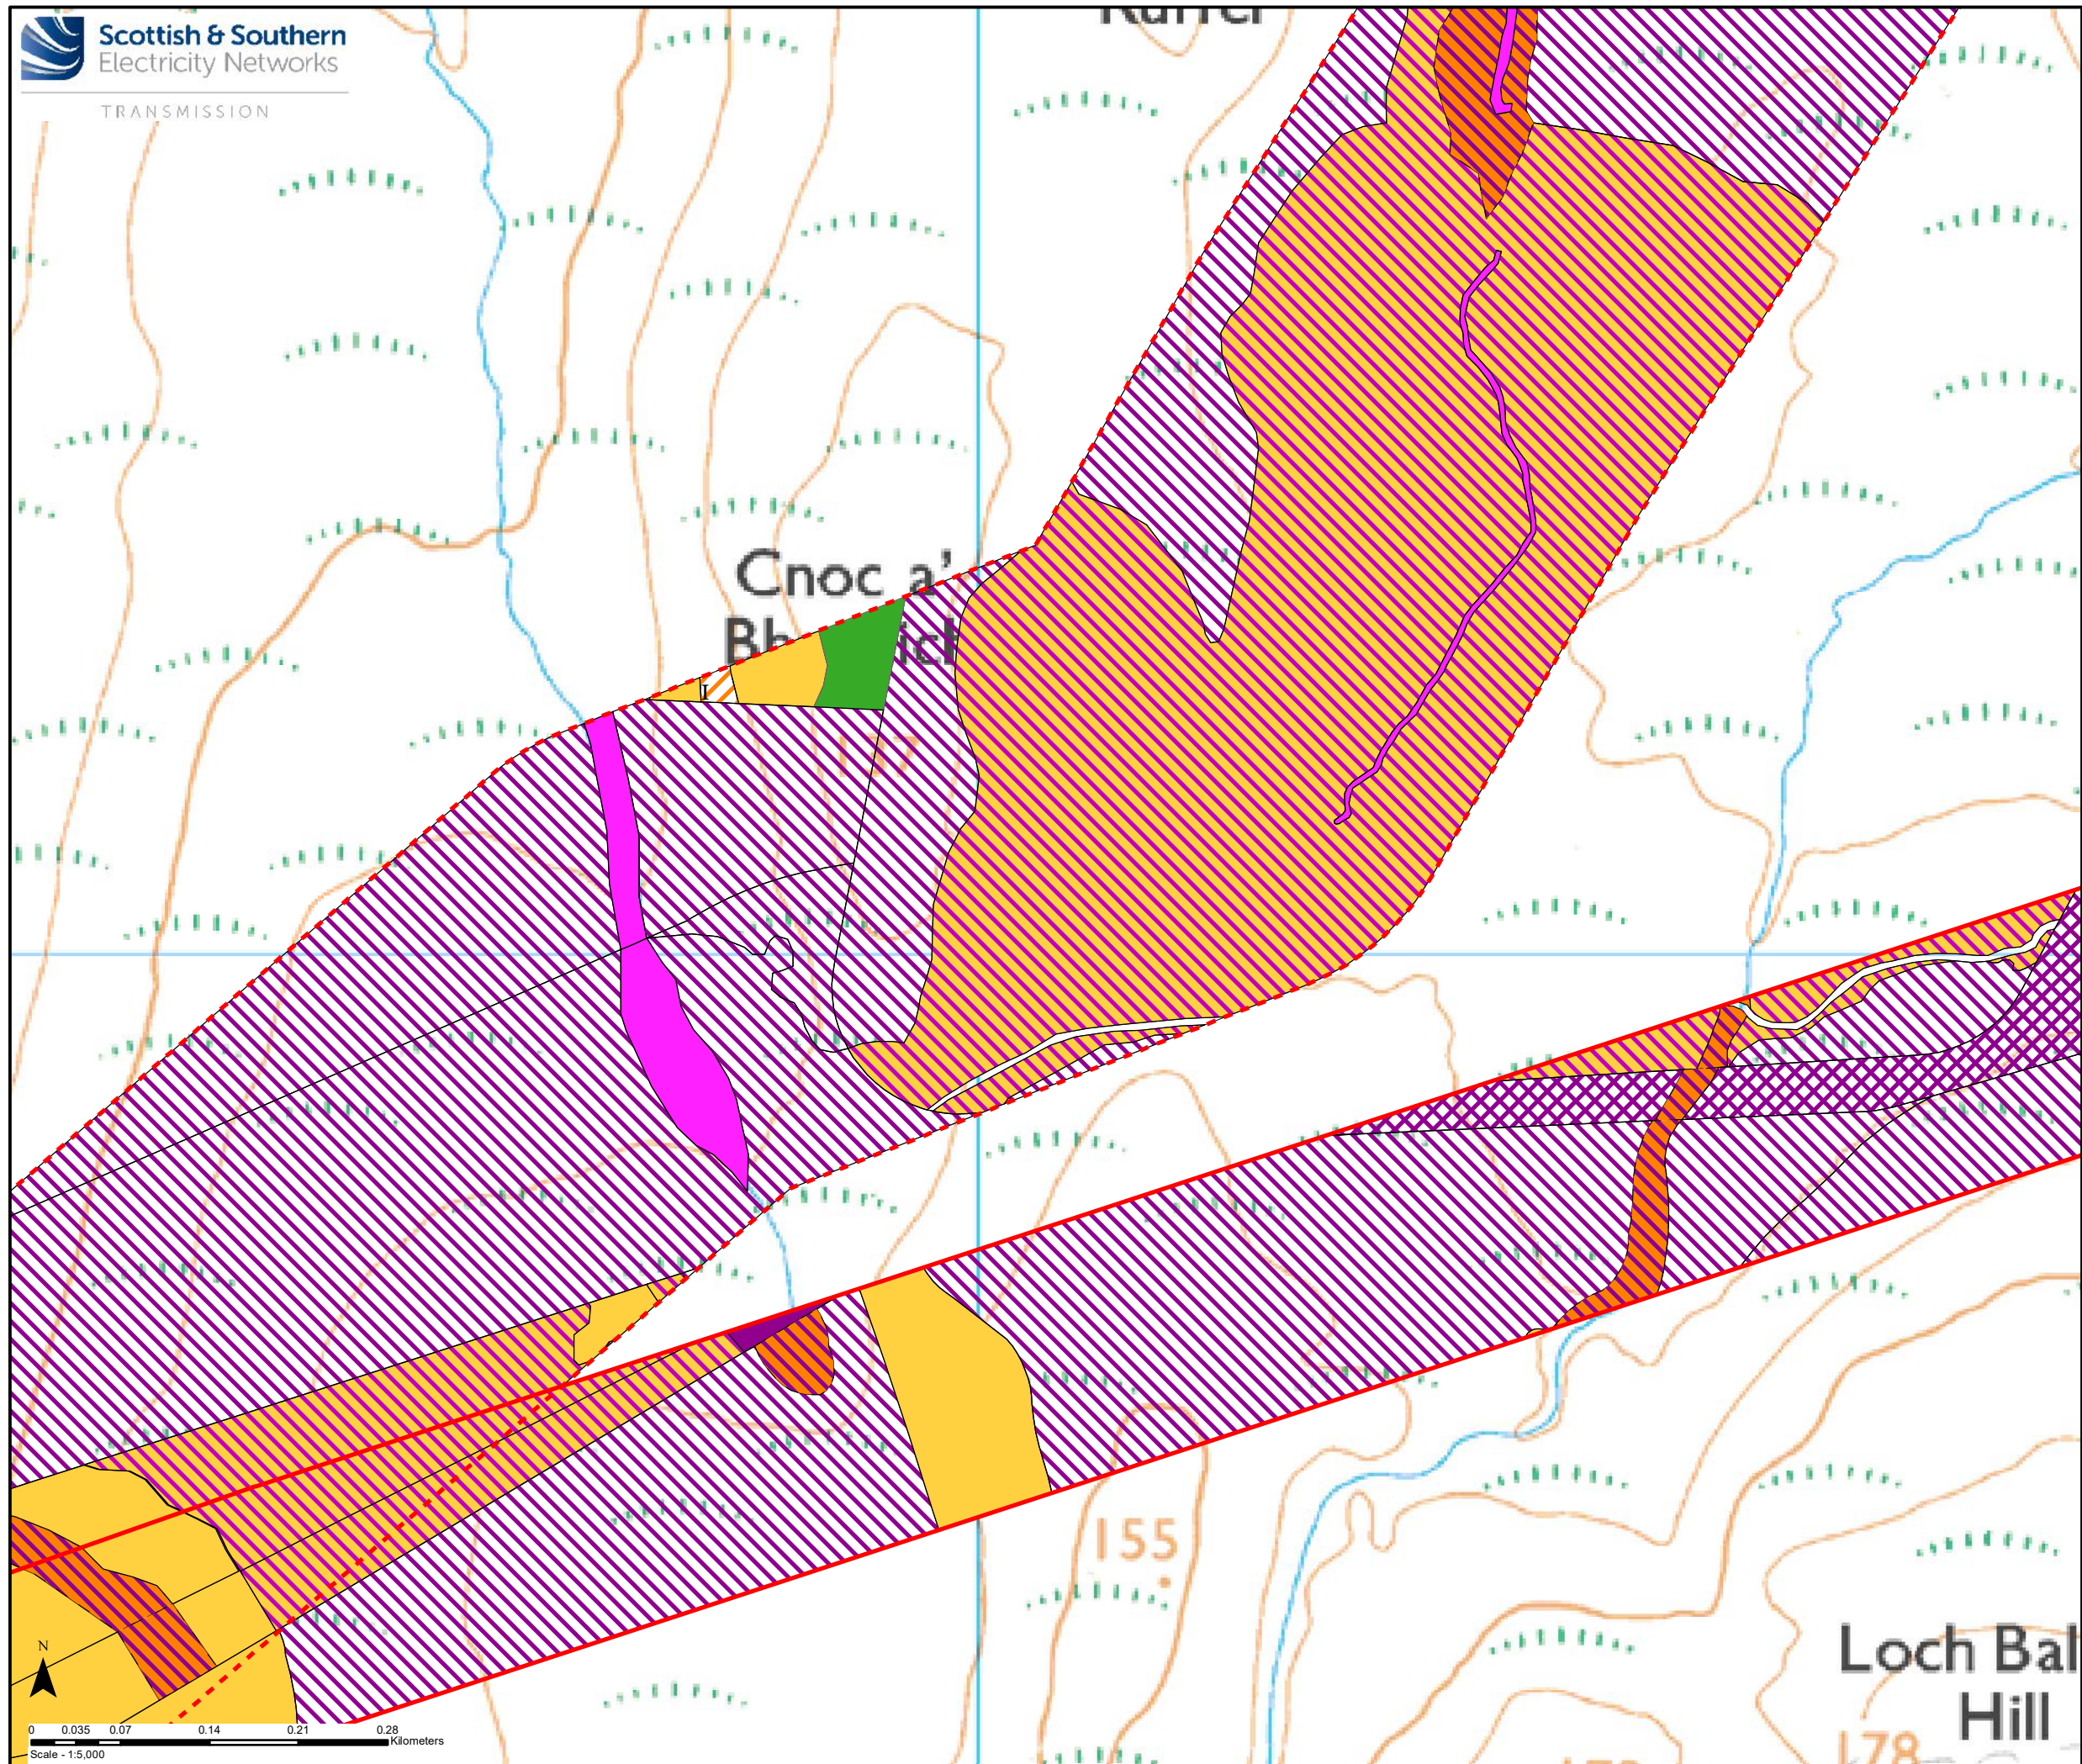 Scottish & Southern
Electricity Networks
TRANSMISSION
Cnoc a'
I
155
Loch Bal
Hill
178
N
0 0.035 0.07 0.14 0.21 0.28
Kilometers
Scale - 1:5,000